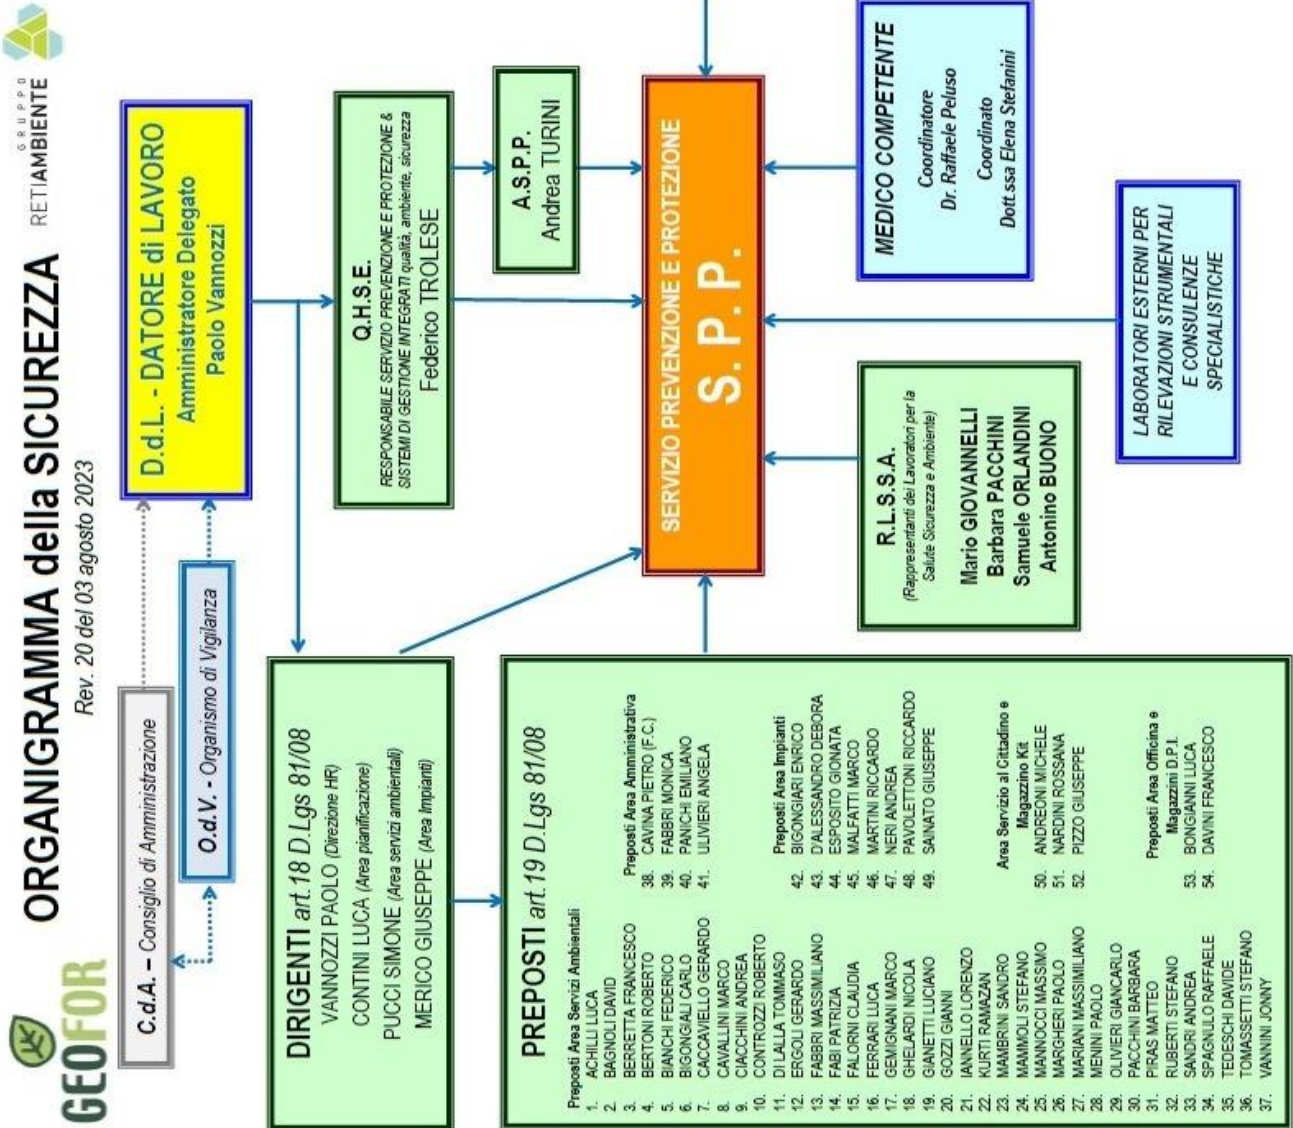 GEOFOR
ORGANIGRAMMA della SICUREZZA
Rev. 20 del 03 agosto 2023
GRUPPO
RETIAMBIENTE
C.d.A. – Consiglio di Amministrazione
O.d.V. - Organismo di Vigilanza
D.d.L. - DATORE di LAVORO
Amministratore Delegato
Paolo Vannozzi
DIRIGENTI art.18 D.Lgs 81/08
VANNOZZI PAOLO (Direzione HR)
CONTINI LUCA (Area pianificazione)
PUCCI SIMONE (Area servizi ambientali)
MERICO GIUSEPPE (Area Impianti)
Q.H.S.E.
RESPONSABILE SERVIZIO PREVENZIONE E PROTEZIONE &
SISTEMI DI GESTIONE INTEGRATI qualità, ambiente, sicurezza
Federico TROLESE
A.S.P.P.
Andrea TURINI
PREPOSTI art.19 D.Lgs 81/08
Preposti Area Servizi Ambientali
1. ACHILLI LUCA
2. BAGNOLI DAVID
3. BERRETTA FRANCESCO
4. BERTONI ROBERTO
5. BIANCHI FEDERICO
6. BIGONGIALI CARLO
7. CACCAVIELLO GERARDO
8. CAVALLINI MARCO
9. CIACCHINI ANDREA
10. CONTROZZI ROBERTO
11. DI LALLA TOMMASO
12. ERGOLI GERARDO
13. FABBRI MASSIMILIANO
14. FABI PATRIZIA
15. FALORNI CLAUDIA
16. FERRARI LUCA
17. GEMIGNANI MARCO
18. GHELARDI NICOLA
19. GIANETTI LUCIANO
20. GOZZI GIANNI
21. IANNELLO LORENZO
22. KURTI RAMAZAN
23. MAMBRINI SANDRO
24. MAMMOLI STEFANO
25. MANNOCCI MASSIMO
26. MARGHERI PAOLO
27. MARIANI MASSIMILIANO
28. MENINI PAOLO
29. OLIVIERI GIANCARLO
30. PACCHINI BARBARA
31. PIRAS MATTEO
32. RUBERTI STEFANO
33. SANDRI ANDREA
34. SPAGNULO RAFFAELE
35. TEDESCHI DAVIDE
36. TOMASSETTI STEFANO
37. VANNINI JONNY
Preposti Area Amministrativa
38. CAVINA PIETRO (F.C.)
39. FABBRI MONICA
40. PANICHI EMILIANO
41. ULIVIERI ANGELA
Preposti Area Impianti
42. BIGONGIARI ENRICO
43. D'ALESSANDRO DEBORA
44. ESPOSITO GIONATA
45. MALFATTI MARCO
46. MARTINI RICCARDO
47. NERI ANDREA
48. PAVOLETTONI RICCARDO
49. SAINATO GIUSEPPE
Area Servizio al Cittadino e
Magazzino Kit
50. ANDREONI MICHELE
51. NARDINI ROSSANA
52. PIZZO GIUSEPPE
Preposti Area Officina e
Magazzini D.P.I.
53. BONGIANNI LUCA
54. DAVINI FRANCESCO
SERVIZIO PREVENZIONE E PROTEZIONE
S. P. P.
R.L.S.S.A.
(Rappresentanti dei Lavoratori per la
Salute Sicurezza e Ambiente)
Mario GIOVANNELLI
Barbara PACCHINI
Samuele ORLANDINI
Antonino BUONO
MEDICO COMPETENTE
Coordinatore
Dr. Raffaele Peluso
Coordinato
Dott.ssa Elena Stefanini
LABORATORI ESTERNI PER
RILEVAZIONI STRUMENTALI
E CONSULENZE
SPECIALISTICHE